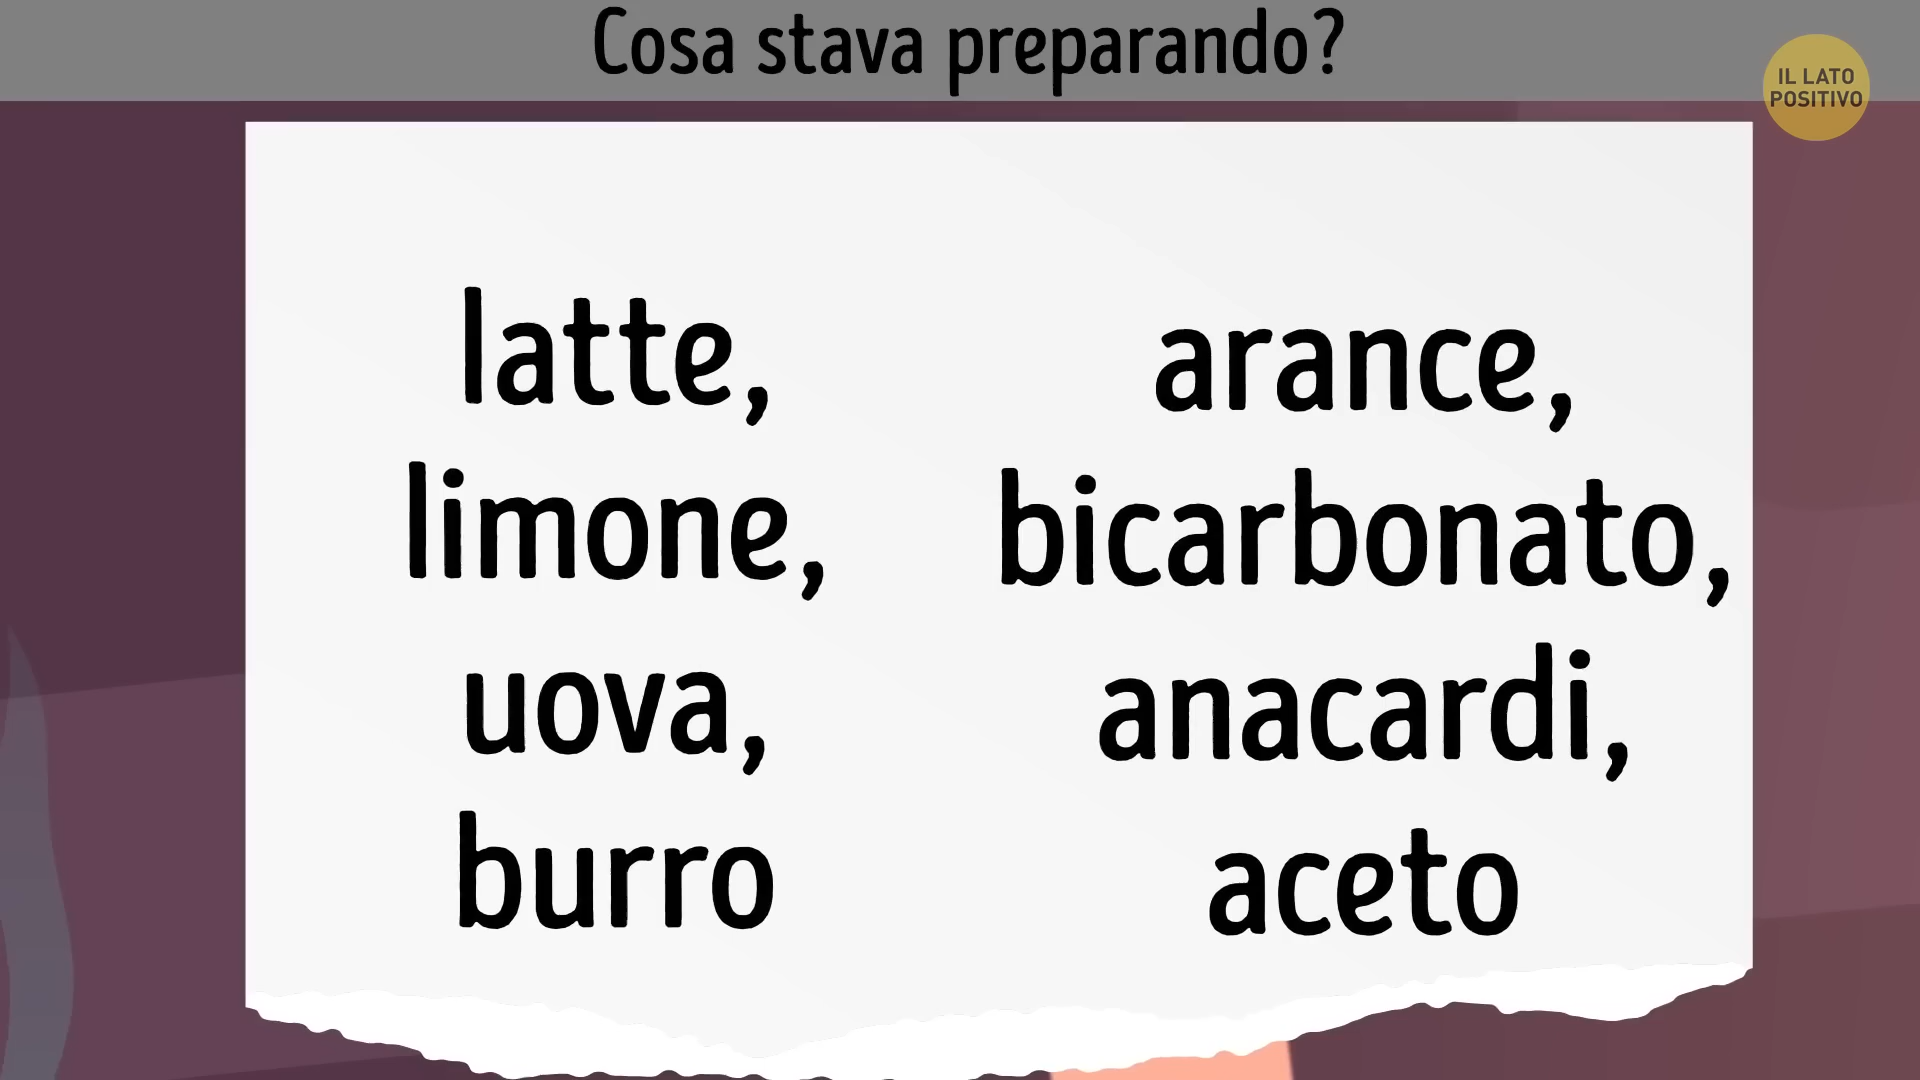 Cosa stava preparando?
IL LATO
POSITIVO
latte,
limone,
uova,
burro
arance,
bicarbonato,
anacardi,
aceto